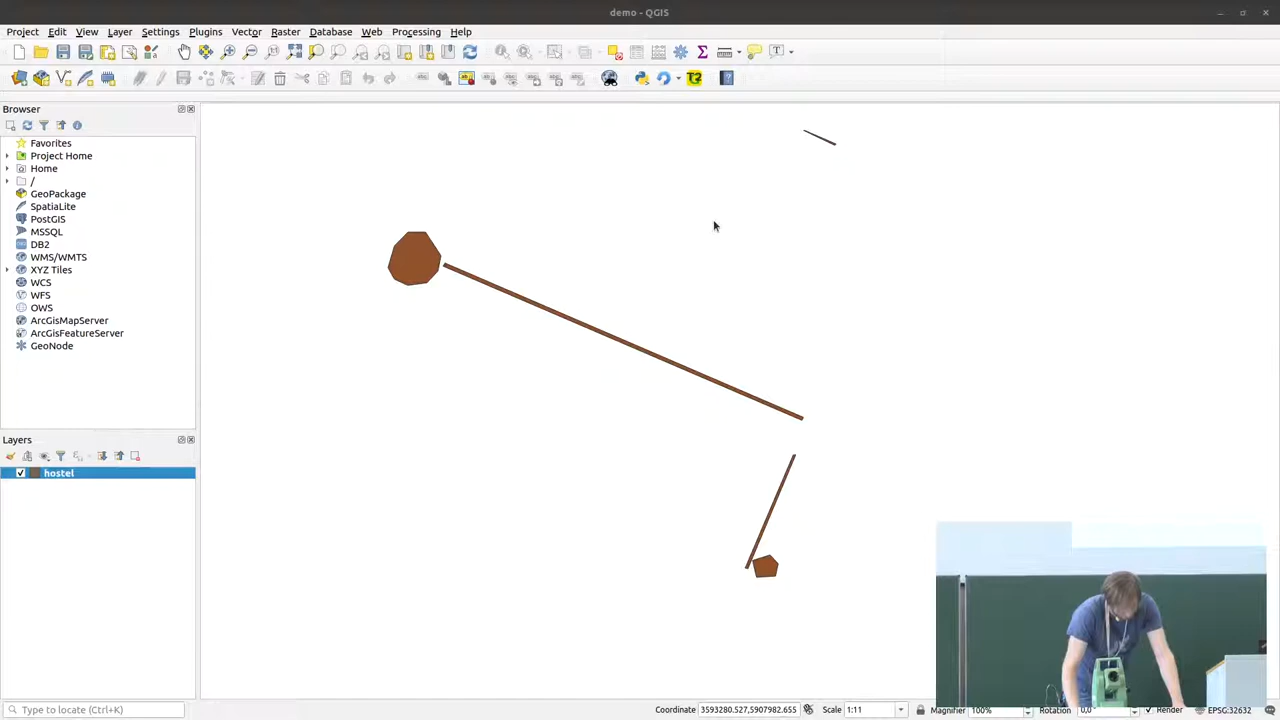 demo - QGIS
Project Edit View Layer Settings Plugins Vector Raster Database Web Processing Help
Browser
Favorites
Project Home
Home
/
GeoPackage
SpatiaLite
PostGIS
MSSQL
DB2
WMS/WMTS
XYZ Tiles
WCS
WFS
OWS
ArcGisMapServer
ArcGisFeatureServer
GeoNode
Layers
hostel
Type to locate (Ctrl+K)
Coordinate 3593280.527,5907982.655 Scale 1:11 Magnifier 100% Rotation 0,0 Render EPSG:32632